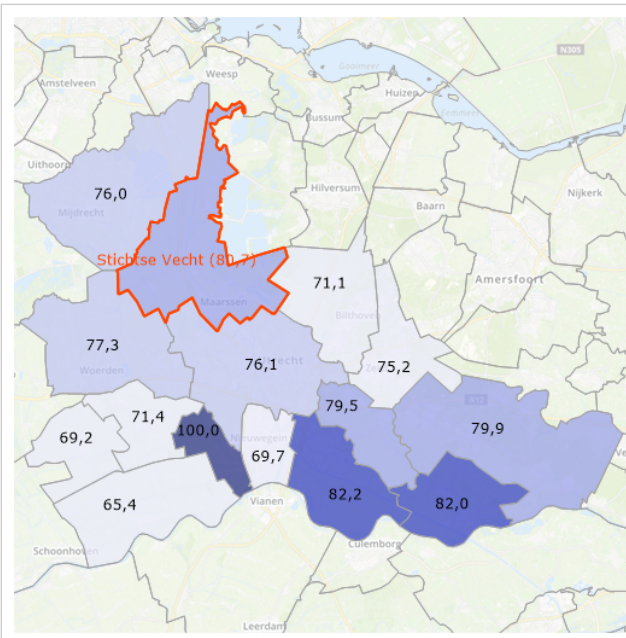 N305
Weesp
Gooimeer
Amstelveen
Huizen
Eemmeer
Bussum
Uithoorn
76,0
Hilversum
Nijkerk
Mijdrecht
Baarn
Stichtse Vecht (80,7)
71,1
Amersfoort
Maarssen
Bilthoven
77,3
76,1
75,2
Woerden
79,5
71,4
79,9
69,2
100,0
Nieuwegein
69,7
82,2
82,0
65,4
Vianen
Schoonhoven
Culemborg
Leerdam